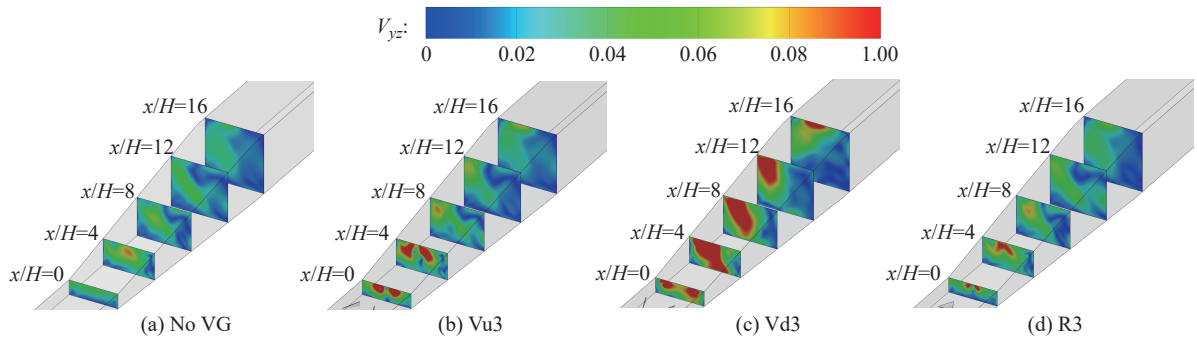 V_yz:
0 0.02 0.04 0.06 0.08 1.00
x/H=16 x/H=16 x/H=16 x/H=16
x/H=12 x/H=12 x/H=12 x/H=12
x/H=8 x/H=8 x/H=8 x/H=8
x/H=4 x/H=4 x/H=4 x/H=4
x/H=0 x/H=0 x/H=0 x/H=0
(a) No VG (b) Vu3 (c) Vd3 (d) R3